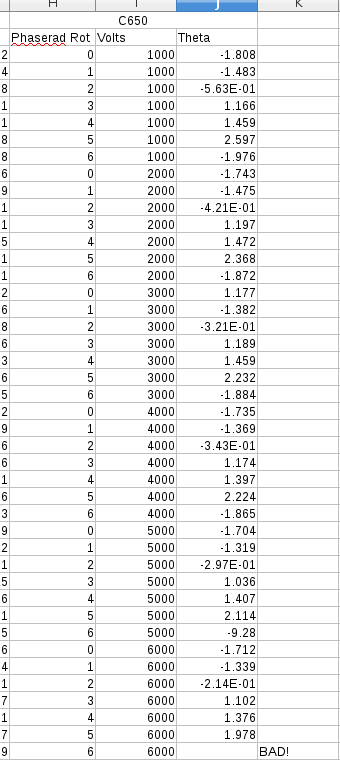 H I J K
C650
Phaserad Rot Volts Theta
2 0 1000 -1.808
4 1 1000 -1.483
8 2 1000 -5.63E-01
1 3 1000 1.166
1 4 1000 1.459
8 5 1000 2.597
8 6 1000 -1.976
6 0 2000 -1.743
9 1 2000 -1.475
1 2 2000 -4.21E-01
1 3 2000 1.197
5 4 2000 1.472
1 5 2000 2.368
1 6 2000 -1.872
2 0 3000 1.177
6 1 3000 -1.382
8 2 3000 -3.21E-01
6 3 3000 1.189
3 4 3000 1.459
6 5 3000 2.232
5 6 3000 -1.884
2 0 4000 -1.735
9 1 4000 -1.369
6 2 4000 -3.43E-01
6 3 4000 1.174
1 4 4000 1.397
6 5 4000 2.224
3 6 4000 -1.865
9 0 5000 -1.704
2 1 5000 -1.319
1 2 5000 -2.97E-01
5 3 5000 1.036
6 4 5000 1.407
1 5 5000 2.114
5 6 5000 -9.28
6 0 6000 -1.712
4 1 6000 -1.339
1 2 6000 -2.14E-01
7 3 6000 1.102
1 4 6000 1.376
7 5 6000 1.978
9 6 6000 BAD!